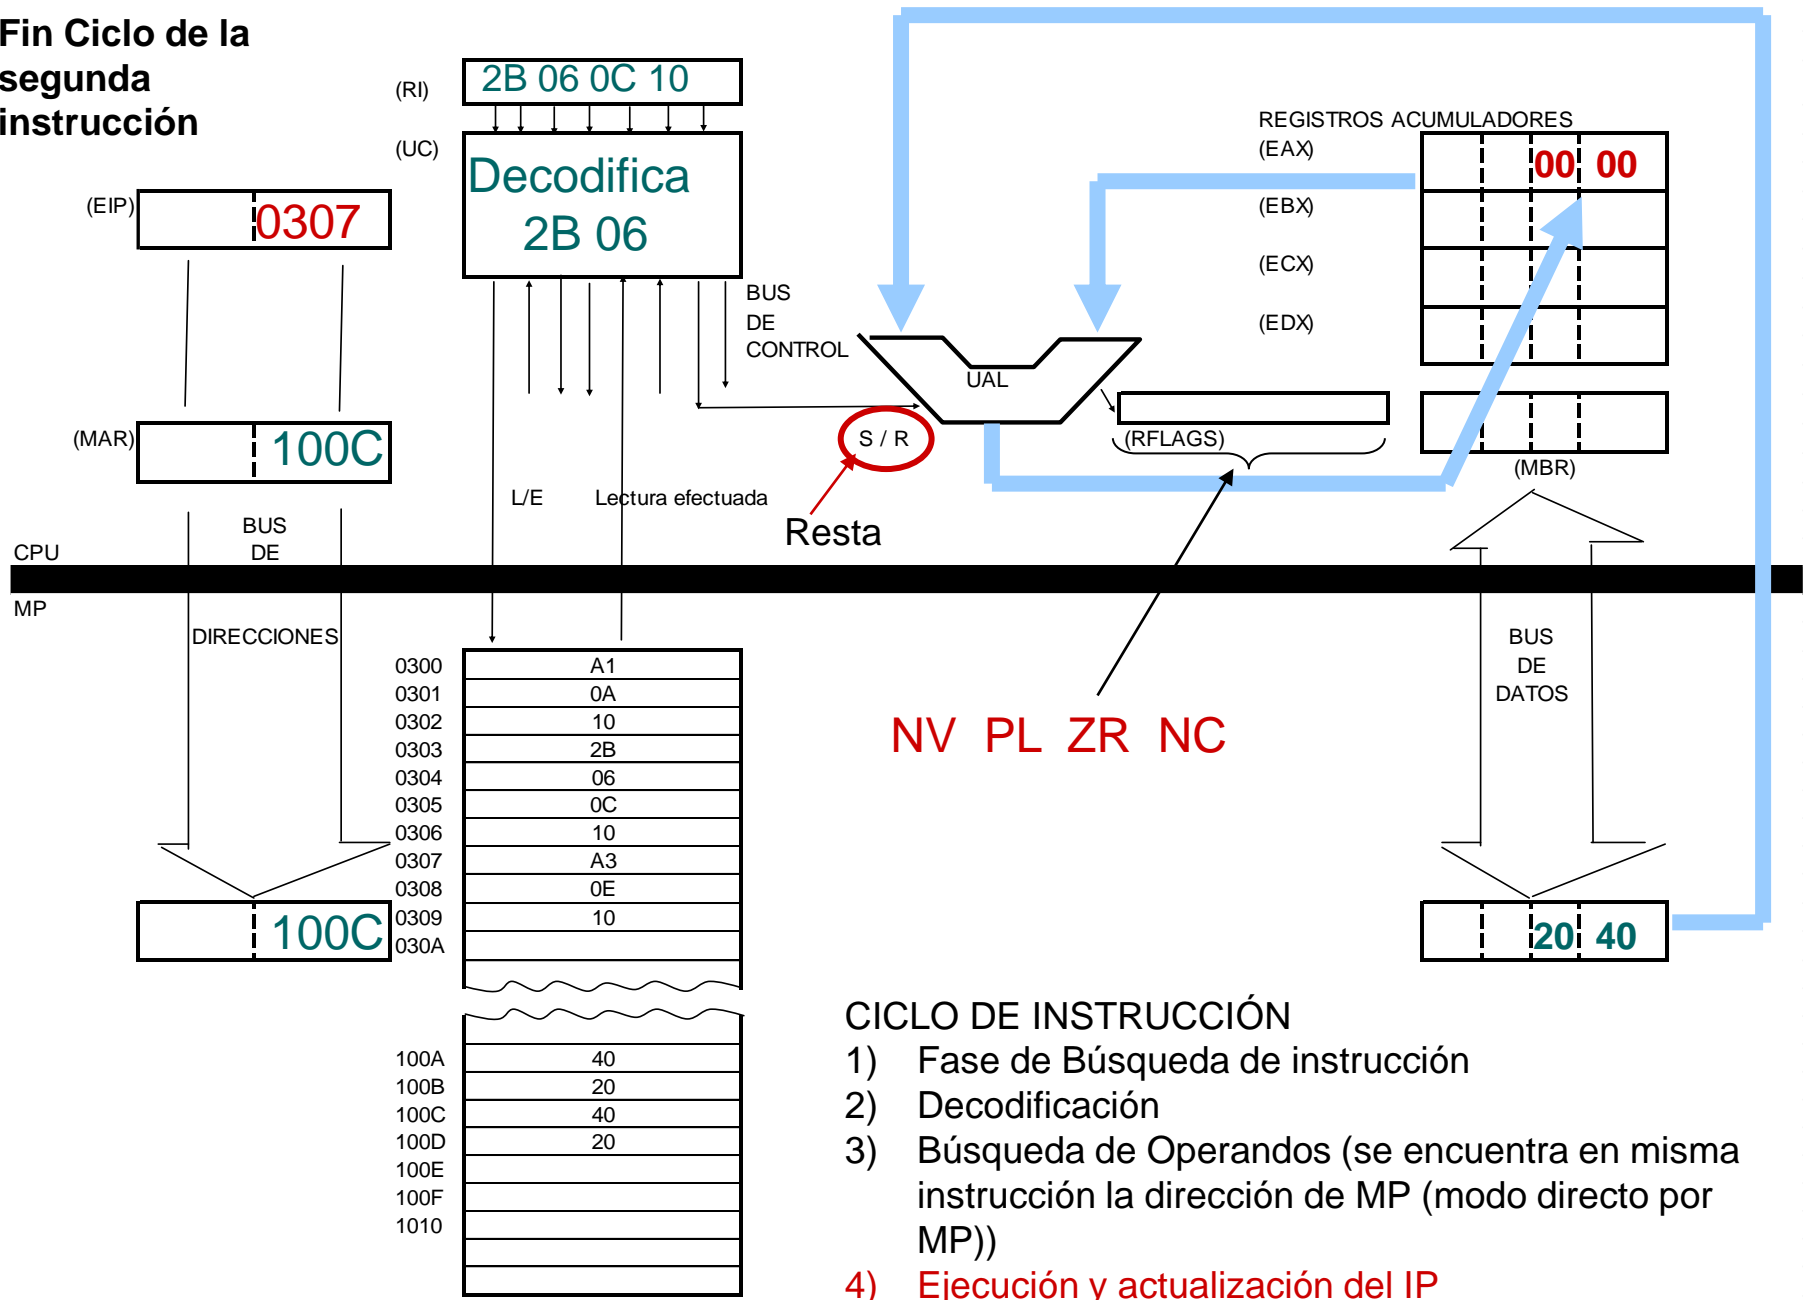 Fin Ciclo de la
segunda
instrucción
(RI)
2B 06 0C 10
(UC)
Decodifica
2B 06
(EIP)
0307
(MAR)
100C
REGISTROS ACUMULADORES
(EAX)
00 00
(EBX)
(ECX)
(EDX)
BUS
DE
CONTROL
UAL
S / R
(RFLAGS)
(MBR)
Resta
L/E
Lectura efectuada
BUS
DE
CPU
MP
DIRECCIONES
BUS
DE
DATOS
NV PL ZR NC
0300 A1
0301 0A
0302 10
0303 2B
0304 06
0305 0C
0306 10
0307 A3
0308 0E
0309 10
030A
100C
20 40
100A 40
100B 20
100C 40
100D 20
100E
100F
1010
CICLO DE INSTRUCCIÓN
1) Fase de Búsqueda de instrucción
2) Decodificación
3) Búsqueda de Operandos (se encuentra en misma
instrucción la dirección de MP (modo directo por
MP))
4) Ejecución y actualización del IP